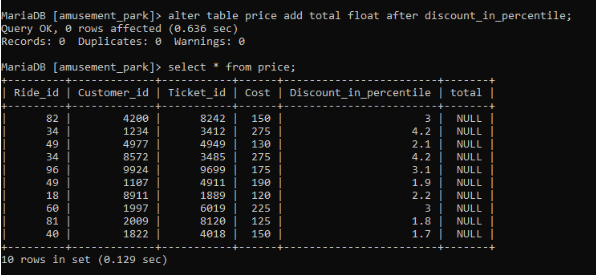 MariaDB [amusement_park]> alter table price add total float after discount_in_percentile;
Query OK, 0 rows affected (0.636 sec)
Records: 0  Duplicates: 0  Warnings: 0

MariaDB [amusement_park]> select * from price;
+---------+-------------+-----------+------+------------------------+-------+
| Ride_id | Customer_id | Ticket_id | Cost | Discount_in_percentile | total |
+---------+-------------+-----------+------+------------------------+-------+
|      82 |        4200 |      8242 | 150  |                      3 |  NULL |
|      34 |        1234 |      3412 | 275  |                    4.2 |  NULL |
|      49 |        4977 |      4949 | 130  |                    2.1 |  NULL |
|      34 |        8572 |      3485 | 275  |                    4.2 |  NULL |
|      96 |        9924 |      9699 | 175  |                    3.1 |  NULL |
|      49 |        1107 |      4911 | 190  |                    1.9 |  NULL |
|      18 |        8911 |      1889 | 120  |                    2.2 |  NULL |
|      60 |        1997 |      6019 | 225  |                      3 |  NULL |
|      81 |        2009 |      8120 | 125  |                    1.8 |  NULL |
|      40 |        1822 |      4018 | 150  |                    1.7 |  NULL |
+---------+-------------+-----------+------+------------------------+-------+
10 rows in set (0.129 sec)